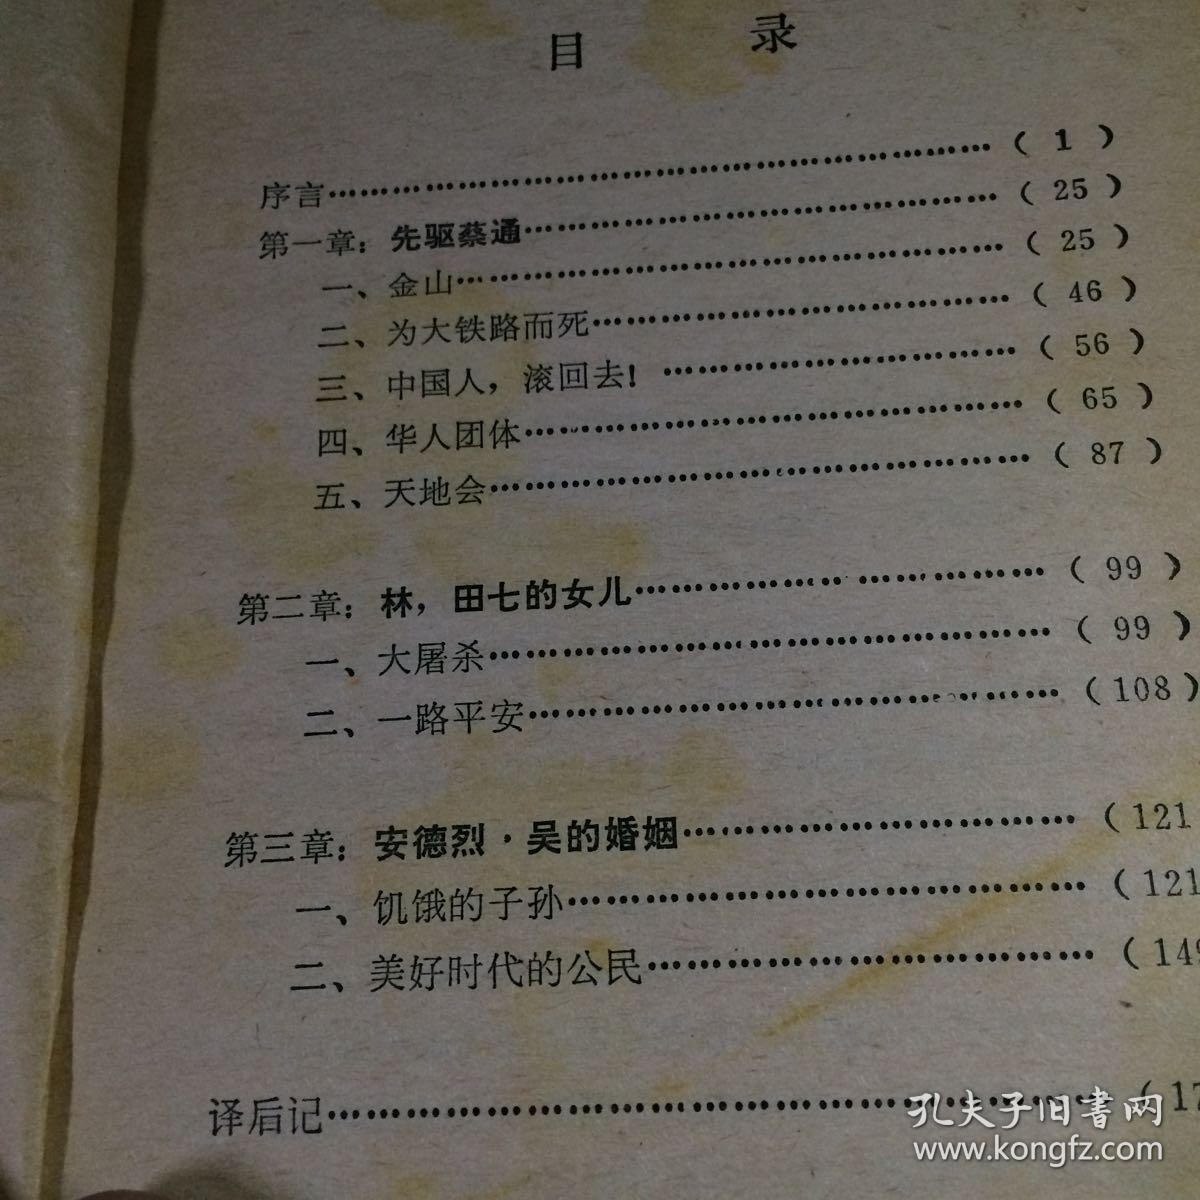 目 录
序言……………………………………………………( 1 )
第一章：先驱蔡通………………………………………( 25 )
一、金山……………………………………………( 25 )
二、为大铁路而死…………………………………( 46 )
三、中国人，滚回去！……………………………( 56 )
四、华人团体………………………………………( 65 )
五、天地会…………………………………………( 87 )
第二章：林，田七的女儿………………………………( 99 )
一、大屠杀…………………………………………( 99 )
二、一路平安………………………………………(108)
第三章：安德烈·吴的婚姻……………………………(121
一、饥饿的子孙……………………………………(121
二、美好时代的公民………………………………(149
译后记……………………………………………………(17
孔夫子旧书网
www.kongfz.com